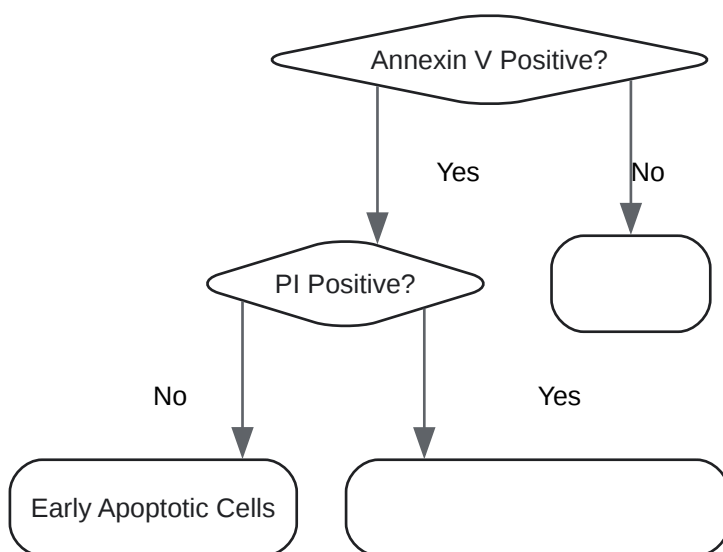 Annexin V Positive?
Yes
No
PI Positive?
No
Yes
Early Apoptotic Cells